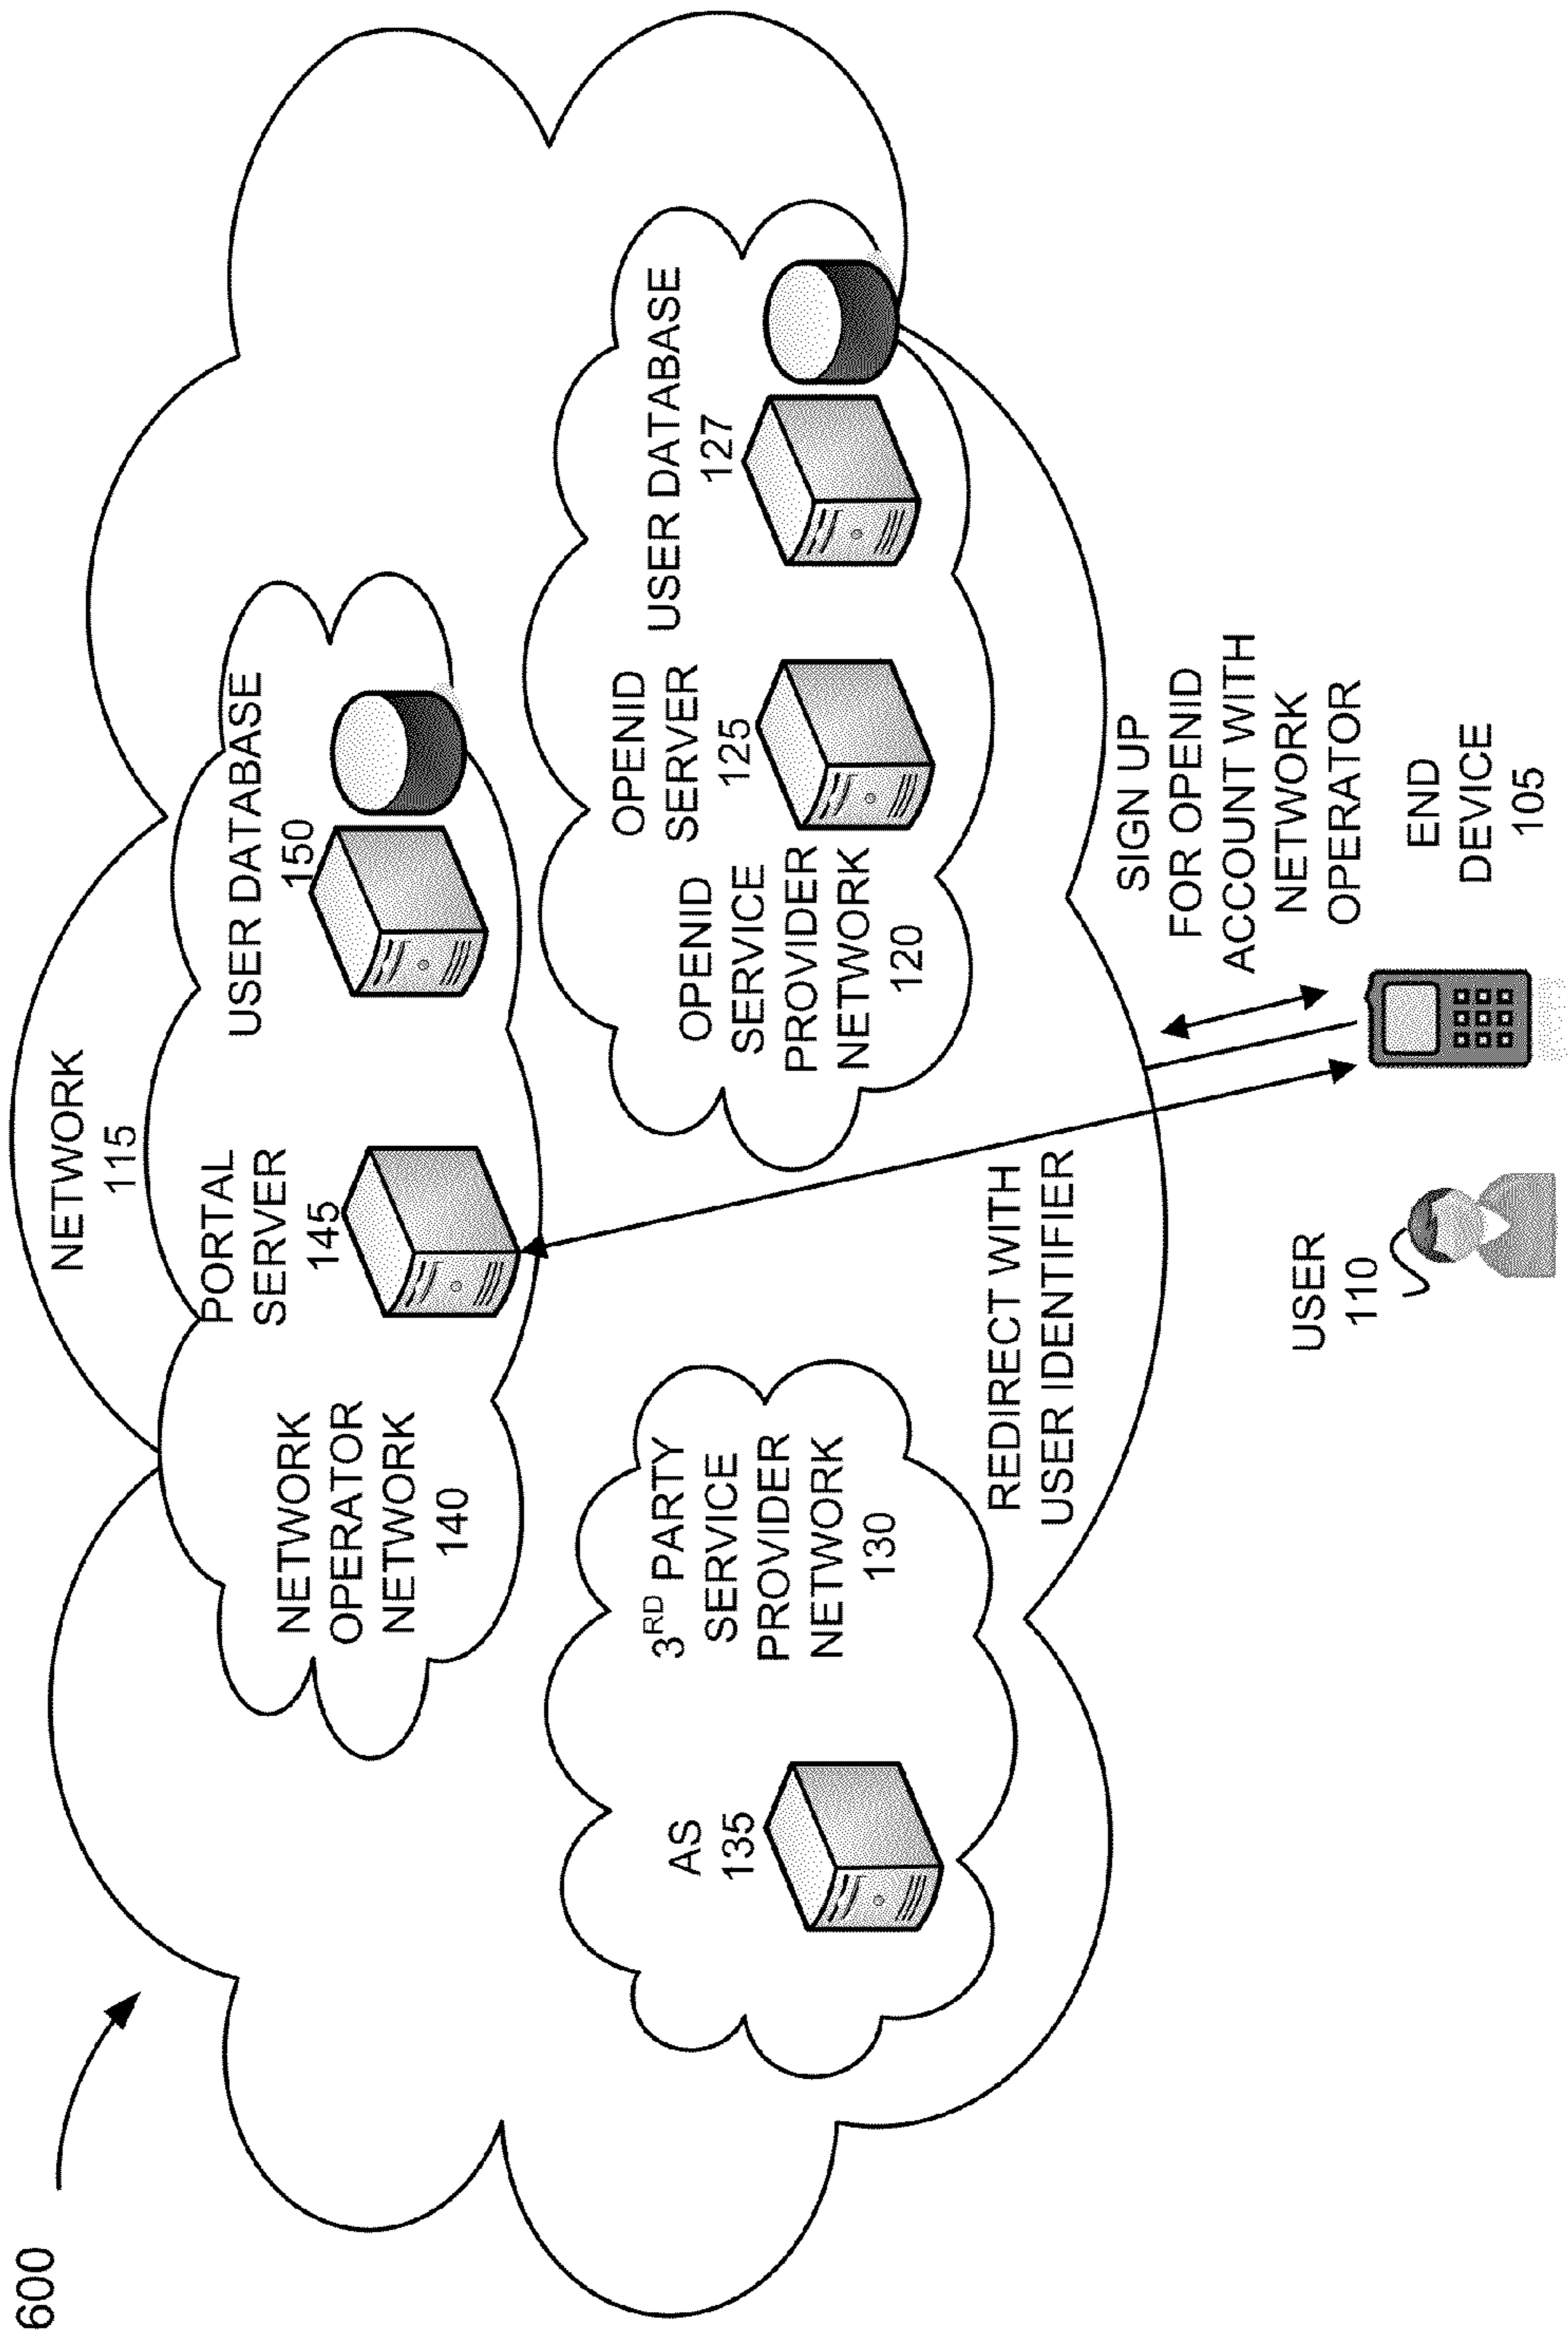 600
NETWORK
115
NETWORK
OPERATOR
NETWORK
140
PORTAL
SERVER
145
USER DATABASE
150
AS
135
3RD PARTY
SERVICE
PROVIDER
NETWORK
130
OPENID
SERVICE
PROVIDER
NETWORK
120
OPENID
SERVER
125
USER DATABASE
127
REDIRECT WITH
USER IDENTIFIER
SIGN UP
FOR OPENID
ACCOUNT WITH
NETWORK
OPERATOR
USER
110
END
DEVICE
105